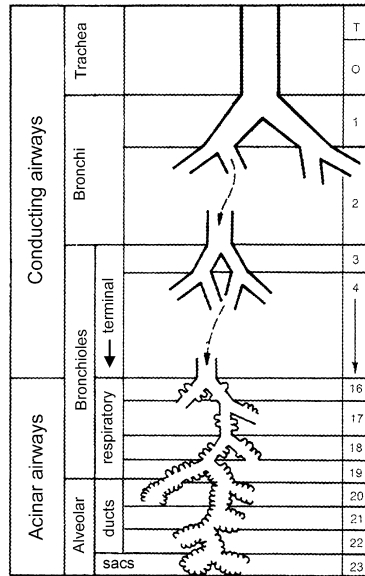 Conducting airways
Acinar airways
Trachea
Bronchi
Bronchioles
Alveolar
terminal
respiratory
ducts
sacs
T
O
1
2
3
4
16
17
18
19
20
21
22
23